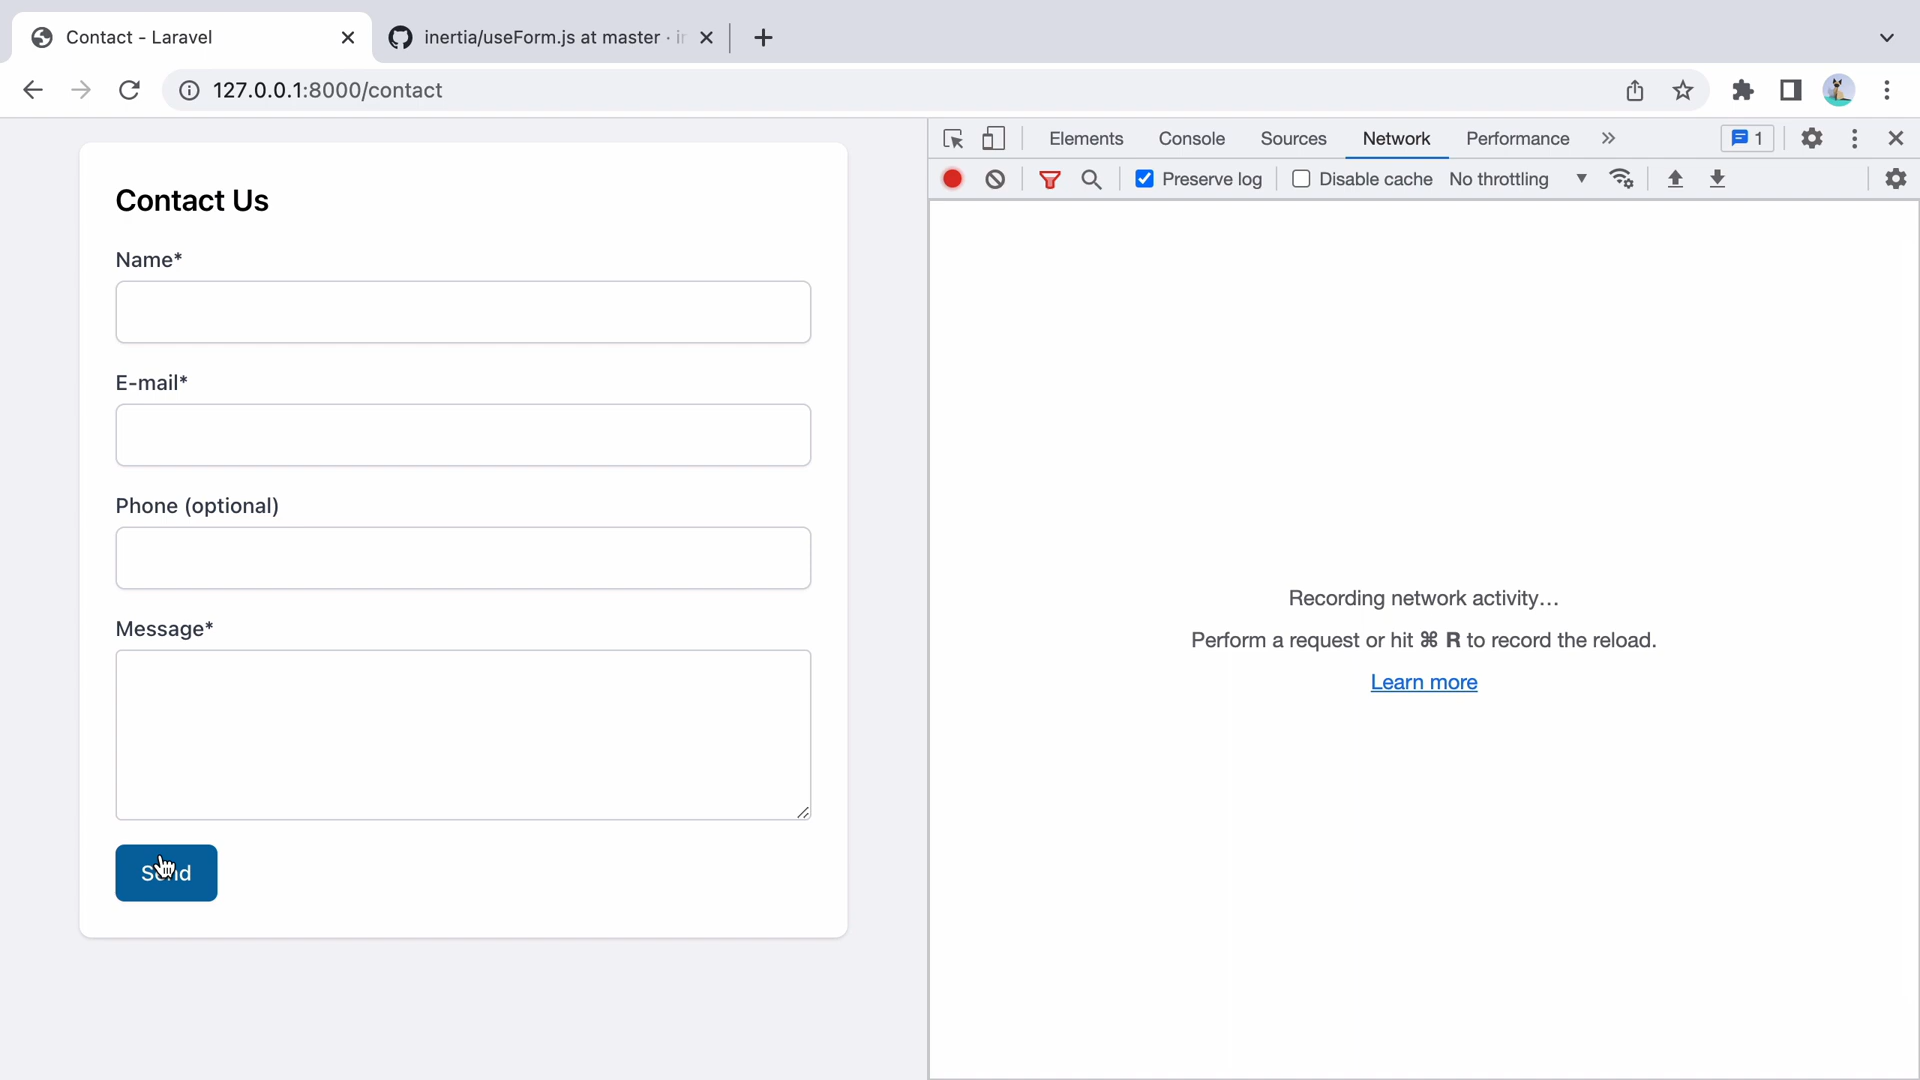 Contact - Laravel
inertia/useForm.js at master · in
127.0.0.1:8000/contact
Elements Console Sources Network Performance 1
Preserve log Disable cache No throttling
Contact Us
Name*
E-mail*
Phone (optional)
Message*
Send
Recording network activity…
Perform a request or hit ⌘ R to record the reload.
Learn more